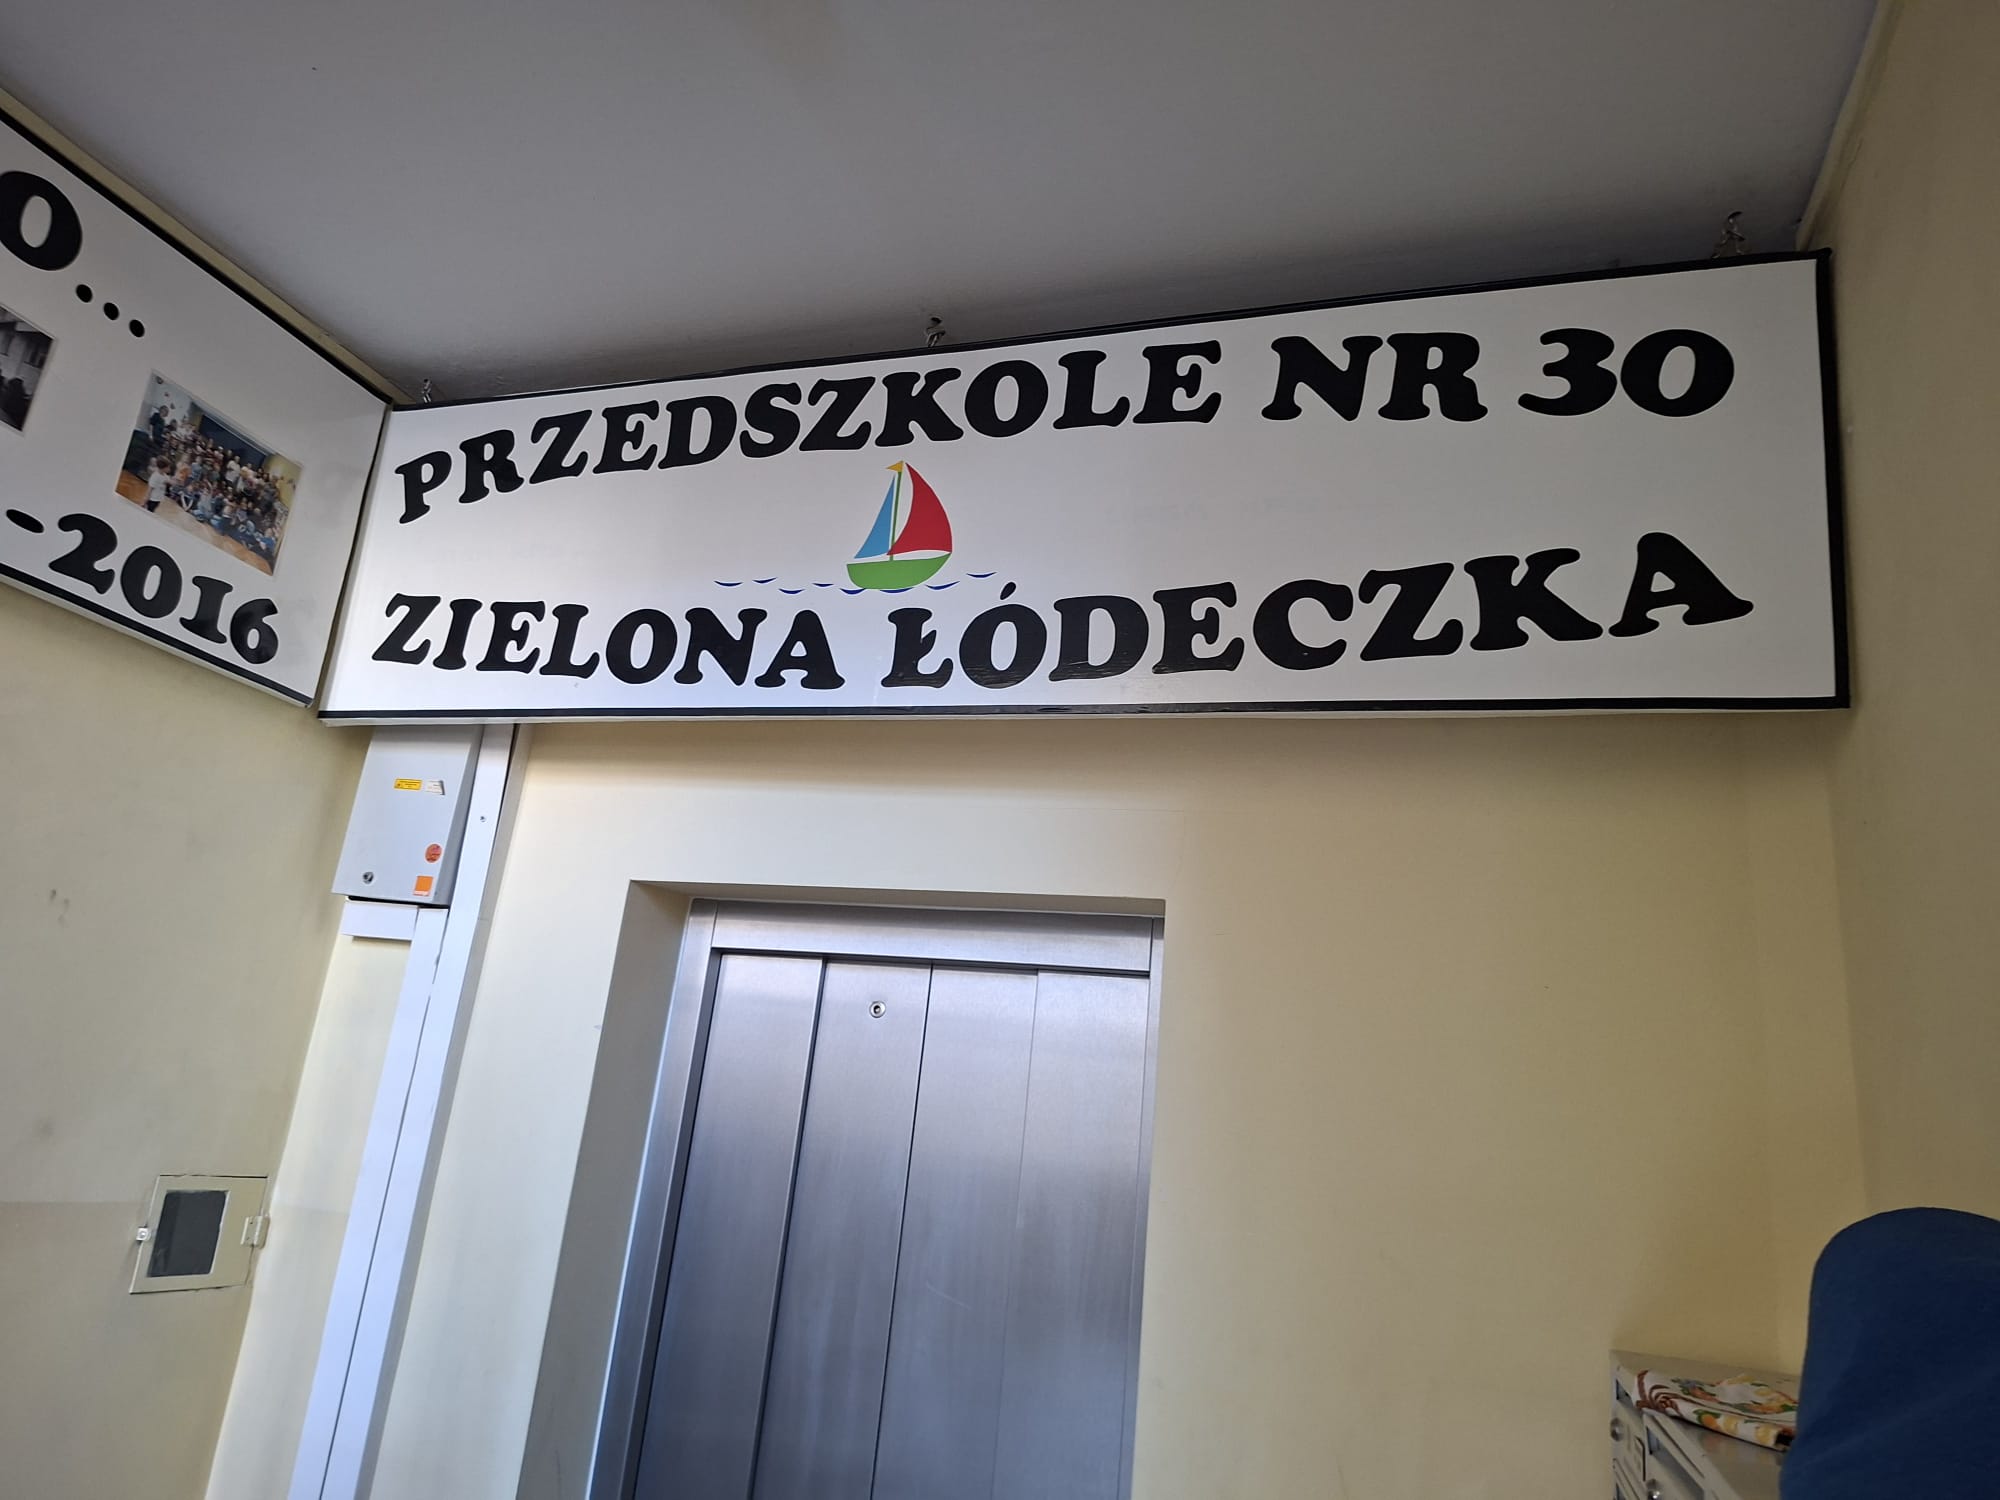 O...
-2016
PRZEDSZKOLE NR 30
ZIELONA ŁÓDECZKA